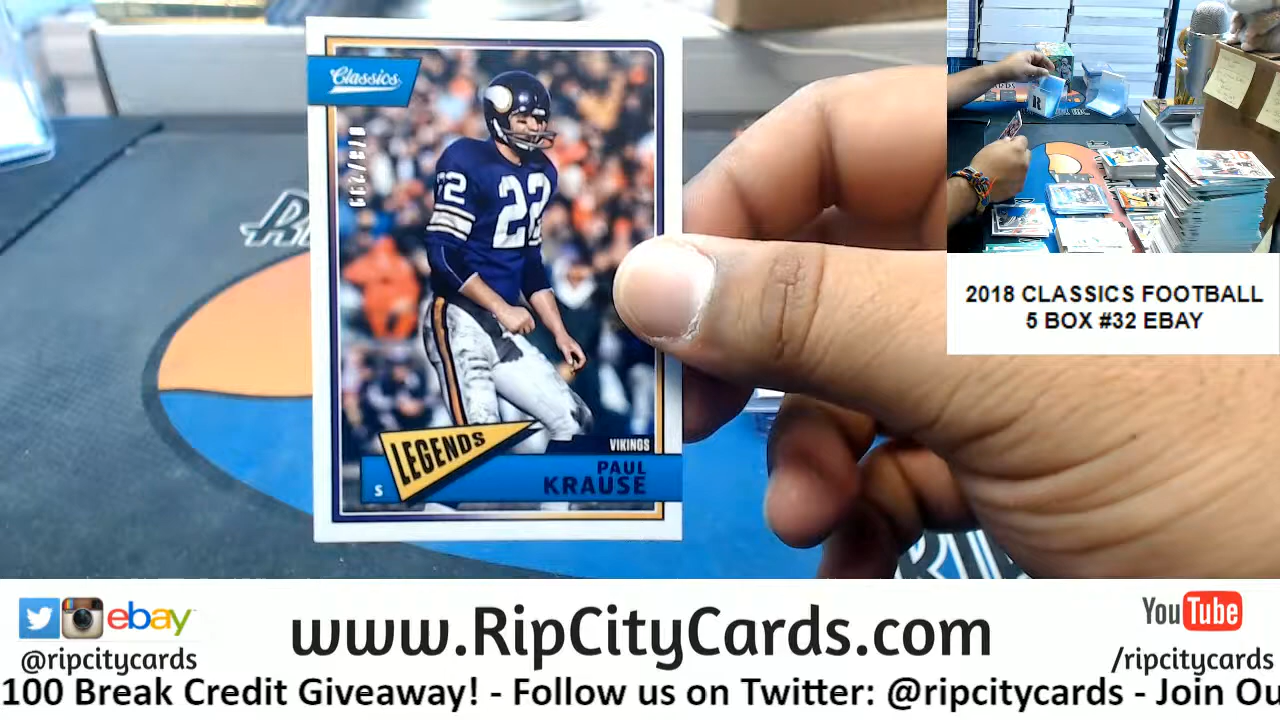 Classics
22
22
LEGENDS
VIKINGS
PAUL
KRAUSE
S
2018 CLASSICS FOOTBALL
5 BOX #32 EBAY
ebay
@ripcitycards
www.RipCityCards.com
YouTube
/ripcitycards
100 Break Credit Giveaway! - Follow us on Twitter: @ripcitycards - Join Ou